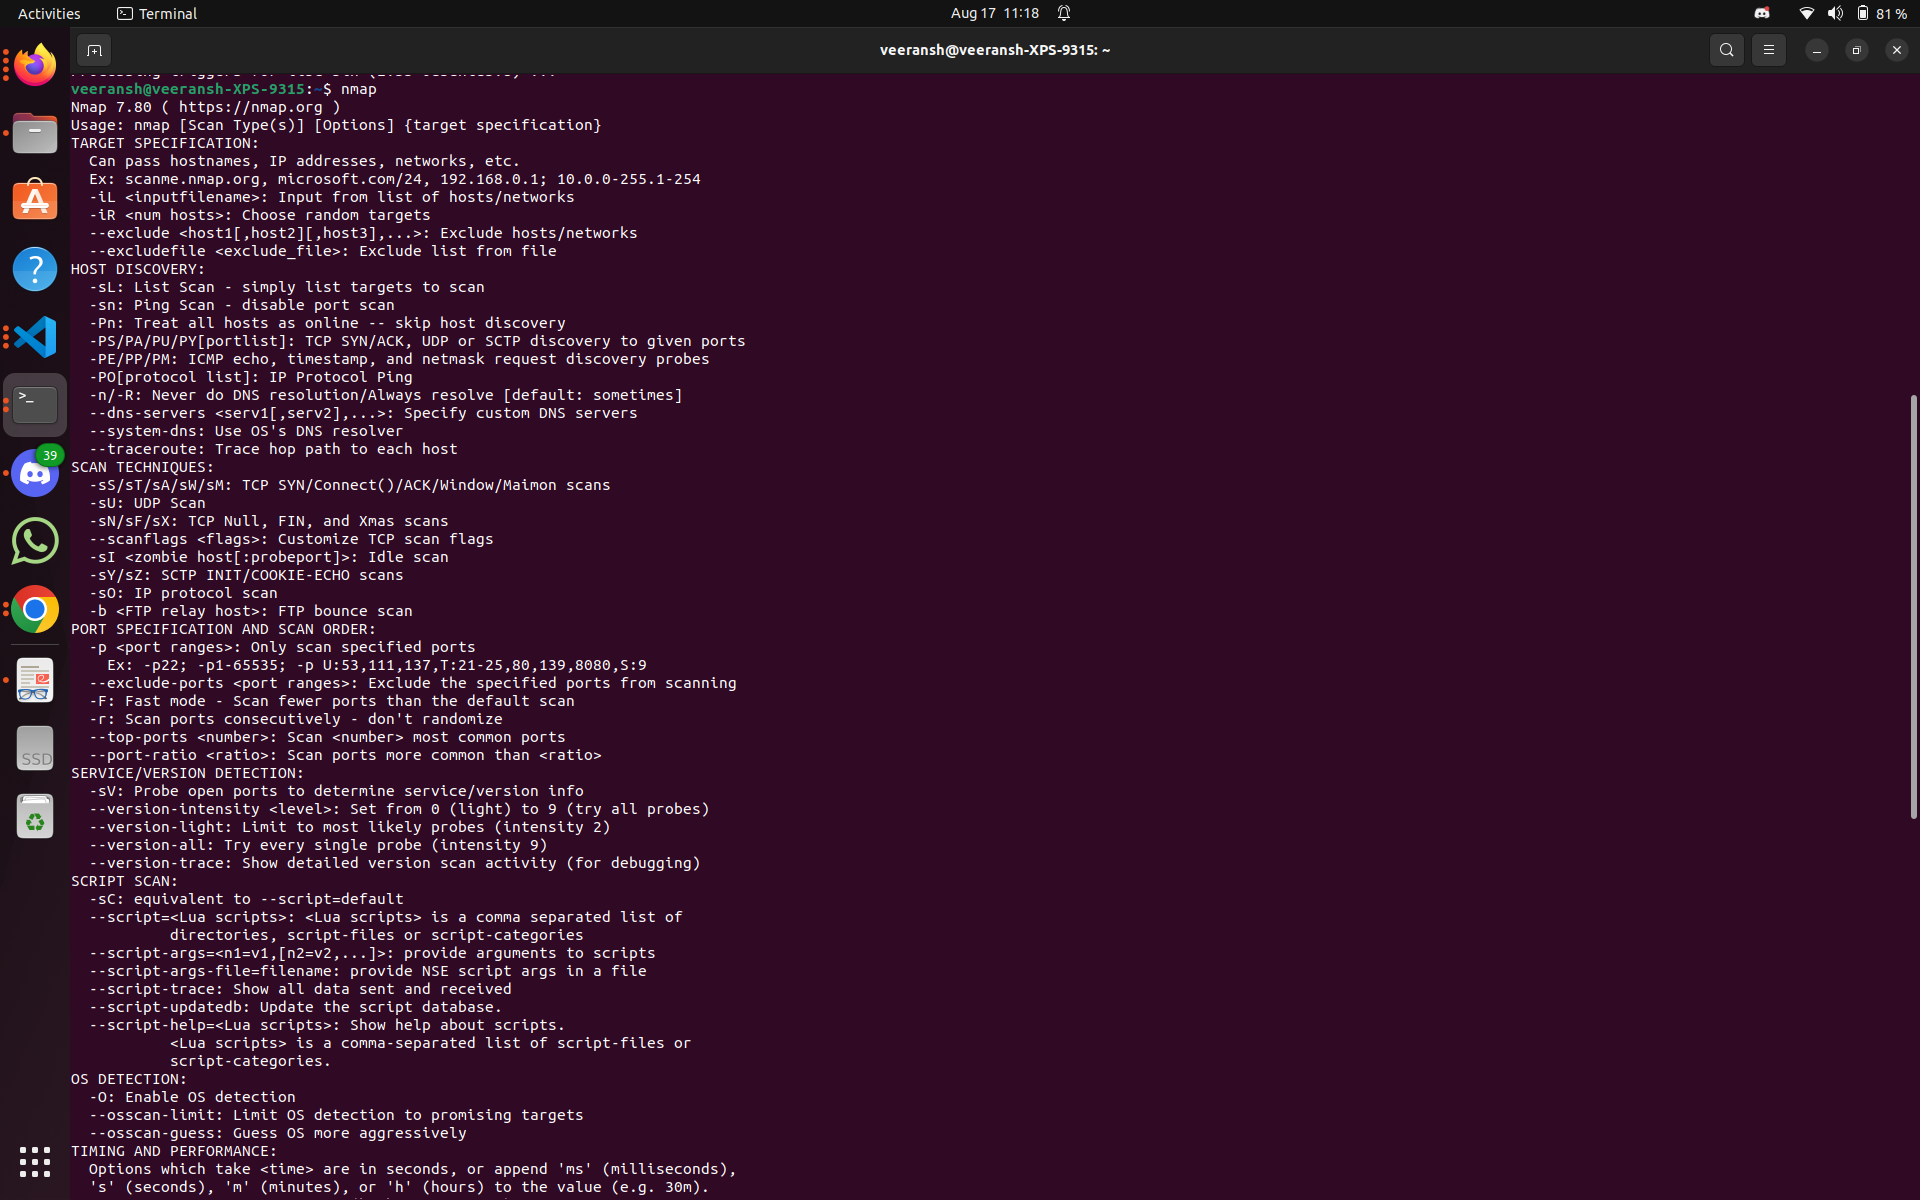 Activities
Terminal
Aug 17 11:18
81 %
veeransh@veeransh-XPS-9315: ~
veeransh@veeransh-XPS-9315:~$ nmap
Nmap 7.80 ( https://nmap.org )
Usage: nmap [Scan Type(s)] [Options] {target specification}
TARGET SPECIFICATION:
  Can pass hostnames, IP addresses, networks, etc.
  Ex: scanme.nmap.org, microsoft.com/24, 192.168.0.1; 10.0.0-255.1-254
  -iL <inputfilename>: Input from list of hosts/networks
  -iR <num hosts>: Choose random targets
  --exclude <host1[,host2][,host3],...>: Exclude hosts/networks
  --excludefile <exclude_file>: Exclude list from file
HOST DISCOVERY:
  -sL: List Scan - simply list targets to scan
  -sn: Ping Scan - disable port scan
  -Pn: Treat all hosts as online -- skip host discovery
  -PS/PA/PU/PY[portlist]: TCP SYN/ACK, UDP or SCTP discovery to given ports
  -PE/PP/PM: ICMP echo, timestamp, and netmask request discovery probes
  -PO[protocol list]: IP Protocol Ping
  -n/-R: Never do DNS resolution/Always resolve [default: sometimes]
  --dns-servers <serv1[,serv2],...>: Specify custom DNS servers
  --system-dns: Use OS's DNS resolver
  --traceroute: Trace hop path to each host
SCAN TECHNIQUES:
  -sS/sT/sA/sW/sM: TCP SYN/Connect()/ACK/Window/Maimon scans
  -sU: UDP Scan
  -sN/sF/sX: TCP Null, FIN, and Xmas scans
  --scanflags <flags>: Customize TCP scan flags
  -sI <zombie host[:probeport]>: Idle scan
  -sY/sZ: SCTP INIT/COOKIE-ECHO scans
  -sO: IP protocol scan
  -b <FTP relay host>: FTP bounce scan
PORT SPECIFICATION AND SCAN ORDER:
  -p <port ranges>: Only scan specified ports
    Ex: -p22; -p1-65535; -p U:53,111,137,T:21-25,80,139,8080,S:9
  --exclude-ports <port ranges>: Exclude the specified ports from scanning
  -F: Fast mode - Scan fewer ports than the default scan
  -r: Scan ports consecutively - don't randomize
  --top-ports <number>: Scan <number> most common ports
  --port-ratio <ratio>: Scan ports more common than <ratio>
SERVICE/VERSION DETECTION:
  -sV: Probe open ports to determine service/version info
  --version-intensity <level>: Set from 0 (light) to 9 (try all probes)
  --version-light: Limit to most likely probes (intensity 2)
  --version-all: Try every single probe (intensity 9)
  --version-trace: Show detailed version scan activity (for debugging)
SCRIPT SCAN:
  -sC: equivalent to --script=default
  --script=<Lua scripts>: <Lua scripts> is a comma separated list of
           directories, script-files or script-categories
  --script-args=<n1=v1,[n2=v2,...]>: provide arguments to scripts
  --script-args-file=filename: provide NSE script args in a file
  --script-trace: Show all data sent and received
  --script-updatedb: Update the script database.
  --script-help=<Lua scripts>: Show help about scripts.
           <Lua scripts> is a comma-separated list of script-files or
           script-categories.
OS DETECTION:
  -O: Enable OS detection
  --osscan-limit: Limit OS detection to promising targets
  --osscan-guess: Guess OS more aggressively
TIMING AND PERFORMANCE:
  Options which take <time> are in seconds, or append 'ms' (milliseconds),
  's' (seconds), 'm' (minutes), or 'h' (hours) to the value (e.g. 30m).
39
SSD